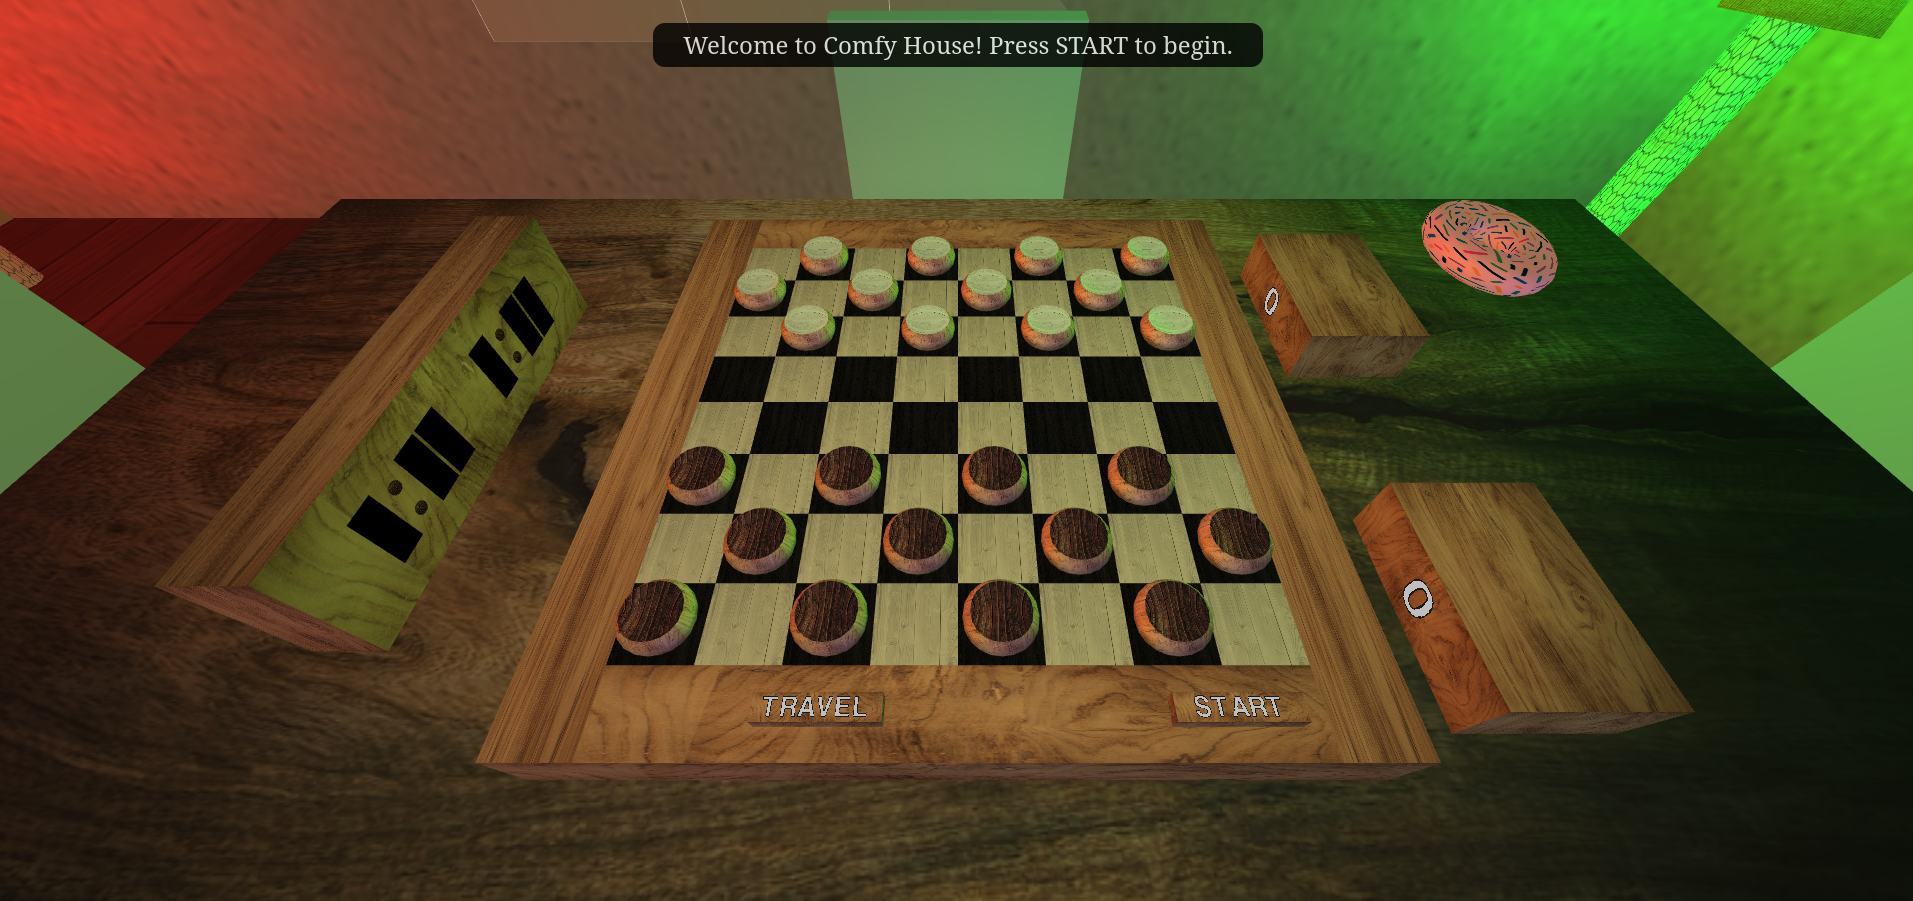 Welcome to Comfy House! Press START to begin.
0
0
TRAVEL
START